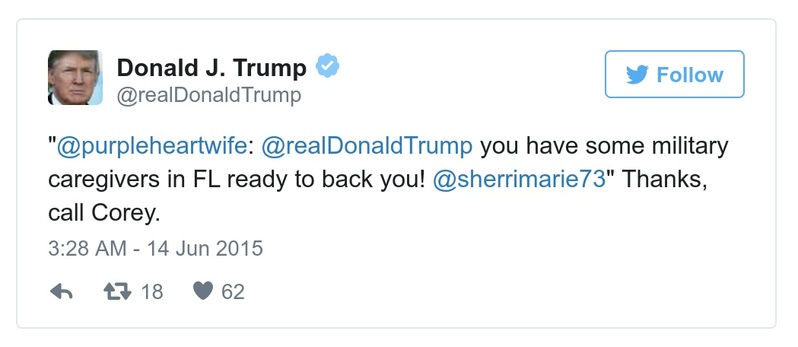 Donald J. Trump
@realDonaldTrump
Follow
"@purpleheartwife: @realDonaldTrump you have some military
caregivers in FL ready to back you! @sherrimarie73" Thanks,
call Corey.
3:28 AM - 14 Jun 2015
18 62